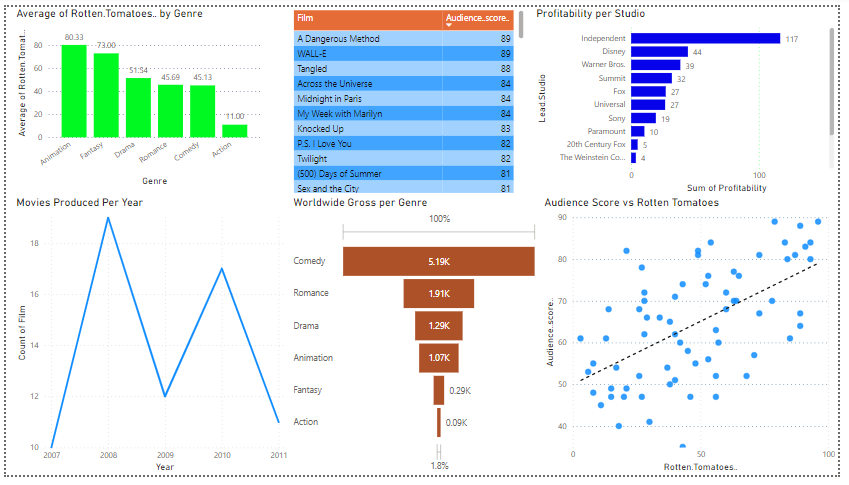 Average of Rotten.Tomatoes.. by Genre
Average of Rotten.Tomat..
80
60
40
20
0
80.33
73.00
51.54
45.69
45.13
11.00
Animation
Fantasy
Drama
Romance
Comedy
Action
Genre
Film Audience..score..
A Dangerous Method 89
WALL-E 89
Tangled 88
Across the Universe 84
Midnight in Paris 84
My Week with Marilyn 84
Knocked Up 83
P.S. I Love You 82
Twilight 82
(500) Days of Summer 81
Sex and the City 81
Profitability per Studio
Lead.Studio
Independent 117
Disney 44
Warner Bros. 39
Summit 32
Fox 27
Universal 27
Sony 19
Paramount 10
20th Century Fox 5
The Weinstein Co... 4
0 100
Sum of Profitability
Movies Produced Per Year
Count of Film
18
16
14
12
10
2007 2008 2009 2010 2011
Year
Worldwide Gross per Genre
100%
Comedy 5.19K
Romance 1.91K
Drama 1.29K
Animation 1.07K
Fantasy 0.29K
Action 0.09K
1.8%
Audience Score vs Rotten Tomatoes
Audience..score..
90
80
70
60
50
40
0 50 100
Rotten.Tomatoes..